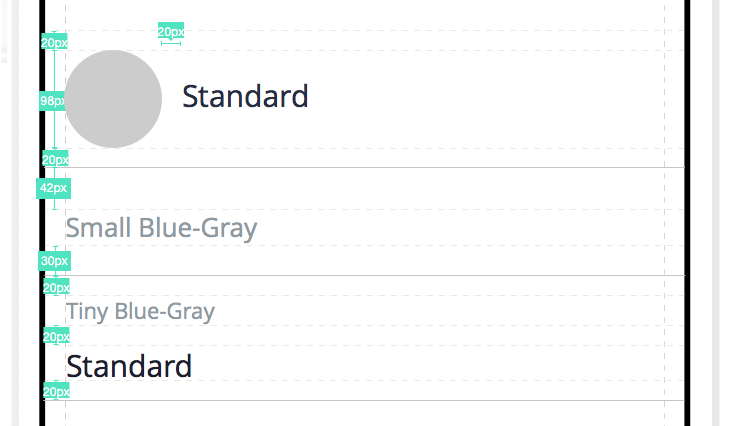 20px
20px
98px
Standard
20px
42px
Small Blue-Gray
30px
20px
Tiny Blue-Gray
20px
Standard
20px